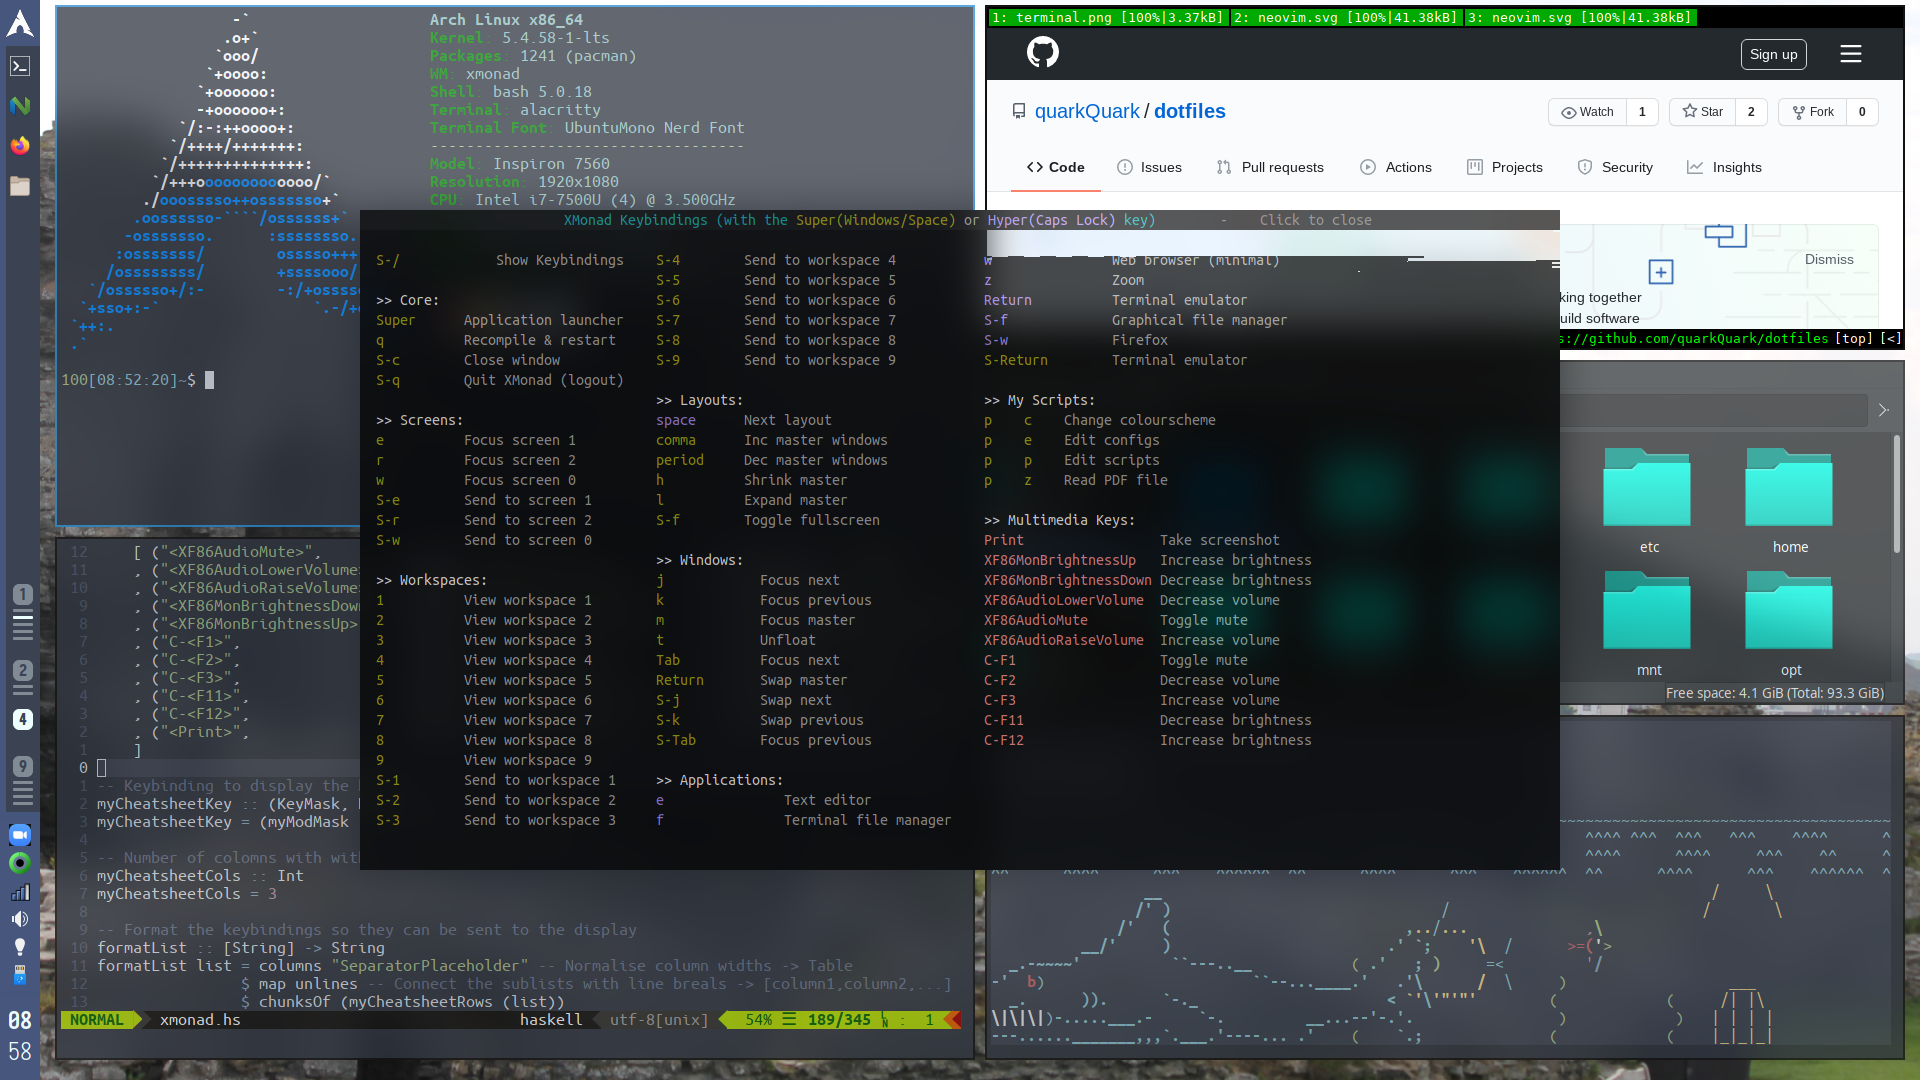 Arch Linux x86_64
Kernel: 5.4.58-1-lts
Packages: 1241 (pacman)
WM: xmonad
Shell: bash 5.0.18
Terminal: alacritty
Terminal Font: UbuntuMono Nerd Font
-----------------------------------
Model: Inspiron 7560
Resolution: 1920x1080
CPU: Intel i7-7500U (4) @ 3.500GHz
100[08:52:20]~$
1: terminal.png [100%|3.37kB] 2: neovim.svg [100%|41.38kB] 3: neovim.svg [100%|41.38kB]
Sign up
quarkQuark / dotfiles
Watch 1 Star 2 Fork 0
Code Issues Pull requests Actions Projects Security Insights
Dismiss
king together
uild software
s://github.com/quarkQuark/dotfiles [top] [<]
XMonad Keybindings (with the Super(Windows/Space) or Hyper(Caps Lock) key) - Click to close
S-/ Show Keybindings
>> Core:
Super Application launcher
q Recompile & restart
S-c Close window
S-q Quit XMonad (logout)
>> Screens:
e Focus screen 1
r Focus screen 2
w Focus screen 0
S-e Send to screen 1
S-r Send to screen 2
S-w Send to screen 0
>> Workspaces:
1 View workspace 1
2 View workspace 2
3 View workspace 3
4 View workspace 4
5 View workspace 5
6 View workspace 6
7 View workspace 7
8 View workspace 8
9 View workspace 9
S-1 Send to workspace 1
S-2 Send to workspace 2
S-3 Send to workspace 3
S-4 Send to workspace 4
S-5 Send to workspace 5
S-6 Send to workspace 6
S-7 Send to workspace 7
S-8 Send to workspace 8
S-9 Send to workspace 9
>> Layouts:
space Next layout
comma Inc master windows
period Dec master windows
h Shrink master
l Expand master
S-f Toggle fullscreen
>> Windows:
j Focus next
k Focus previous
m Focus master
t Unfloat
Tab Focus next
Return Swap master
S-j Swap next
S-k Swap previous
S-Tab Focus previous
>> Applications:
e Text editor
f Terminal file manager
w Web browser (minimal)
z Zoom
Return Terminal emulator
S-f Graphical file manager
S-w Firefox
S-Return Terminal emulator
>> My Scripts:
p c Change colourscheme
p e Edit configs
p p Edit scripts
p z Read PDF file
>> Multimedia Keys:
Print Take screenshot
XF86MonBrightnessUp Increase brightness
XF86MonBrightnessDown Decrease brightness
XF86AudioLowerVolume Decrease volume
XF86AudioMute Toggle mute
XF86AudioRaiseVolume Increase volume
C-F1 Toggle mute
C-F2 Decrease volume
C-F3 Increase volume
C-F11 Decrease brightness
C-F12 Increase brightness
etc home
mnt opt
Free space: 4.1 GiB (Total: 93.3 GiB)
12 [ ("<XF86AudioMute>",
11 , ("<XF86AudioLowerVolume>
10 , ("<XF86AudioRaiseVolume>
9 , ("<XF86MonBrightnessDown
8 , ("<XF86MonBrightnessUp>
7 , ("C-<F1>",
6 , ("C-<F2>",
5 , ("C-<F3>",
4 , ("C-<F11>",
3 , ("C-<F12>",
2 , ("<Print>",
1 ]
0
1 -- Keybinding to display the
2 myCheatsheetKey :: (KeyMask,
3 myCheatsheetKey = (myModMask
4
5 -- Number of colomns with wit
6 myCheatsheetCols :: Int
7 myCheatsheetCols = 3
8
9 -- Format the keybindings so they can be sent to the display
10 formatList :: [String] -> String
11 formatList list = columns "SeparatorPlaceholder" -- Normalise column widths -> Table
12 $ map unlines -- Connect the sublists with line breals -> [column1,column2,...]
13 $ chunksOf (myCheatsheetRows (list))
NORMAL xmonad.hs haskell utf-8[unix] 54% ☰ 189/345 : 1
1
2
4
9
08
58